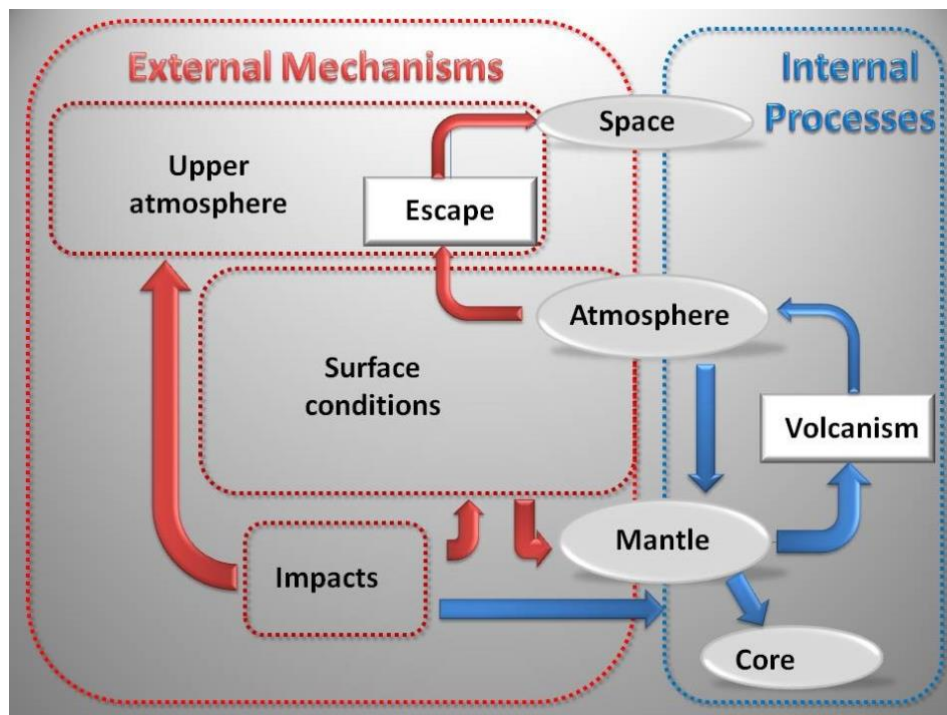 External Mechanisms
Internal
Processes
Space
Upper
atmosphere
Escape
Atmosphere
Surface
conditions
Volcanism
Mantle
Impacts
Core